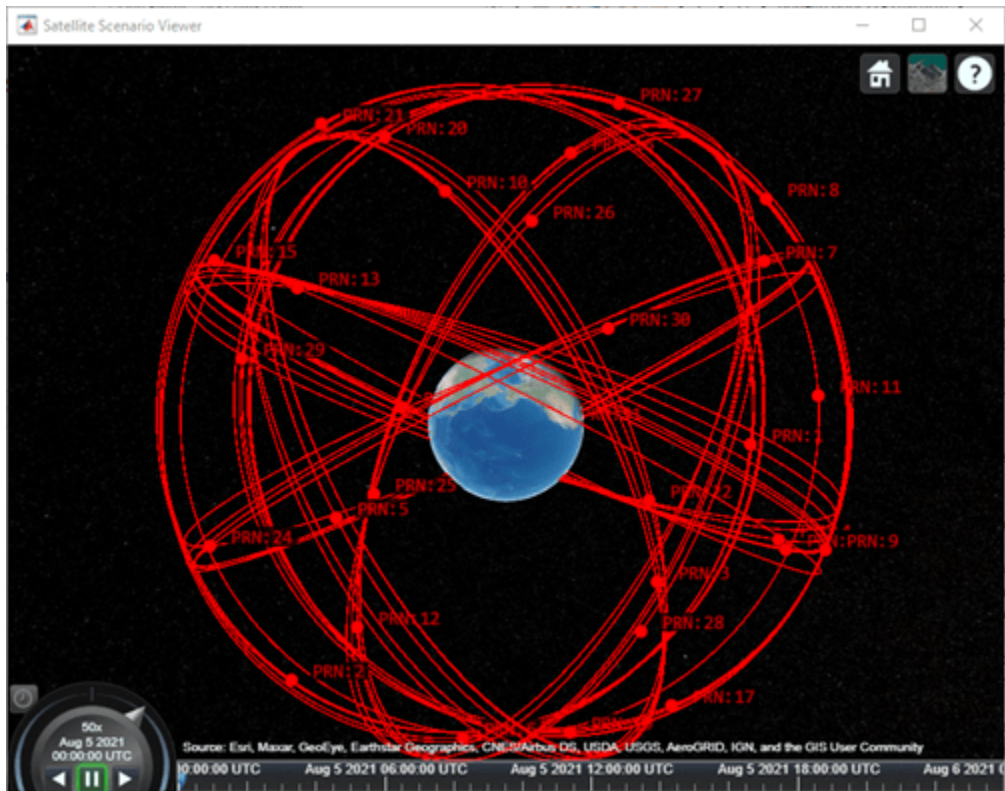 Satellite Scenario Viewer
?
PRN:27
PRN:21
PRN:20
PRN:10
PRN:8
PRN:26
PRN:15
PRN:7
PRN:13
PRN:30
PRN:29
PRN:11
PRN:1
PRN:25
PRN:5
PRN:24
PRN:PRN:9
PRN:12
PRN:28
PRN:17
50x
Aug 5 2021
00:00:00 UTC
Source: Esri, Maxar, GeoEye, Earthstar Geographics, CNES/Airbus DS, USDA, USGS, AeroGRID, IGN, and the GIS User Community
00:00:00 UTC Aug 5 2021 06:00:00 UTC Aug 5 2021 12:00:00 UTC Aug 5 2021 18:00:00 UTC Aug 6 2021